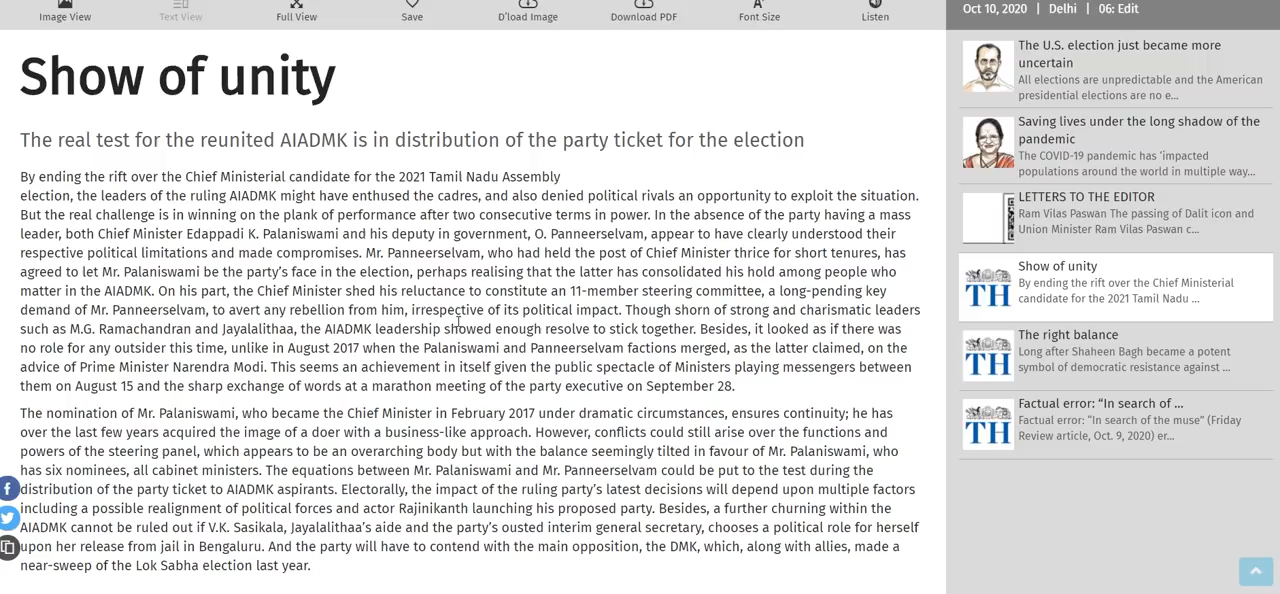 Image View
Text View
Full View
Save
D'load Image
Download PDF
Font Size
Listen
Show of unity
The real test for the reunited AIADMK is in distribution of the party ticket for the election
By ending the rift over the Chief Ministerial candidate for the 2021 Tamil Nadu Assembly
election, the leaders of the ruling AIADMK might have enthused the cadres, and also denied political rivals an opportunity to exploit the situation.
But the real challenge is in winning on the plank of performance after two consecutive terms in power. In the absence of the party having a mass
leader, both Chief Minister Edappadi K. Palaniswami and his deputy in government, O. Panneerselvam, appear to have clearly understood their
respective political limitations and made compromises. Mr. Panneerselvam, who had held the post of Chief Minister thrice for short tenures, has
agreed to let Mr. Palaniswami be the party's face in the election, perhaps realising that the latter has consolidated his hold among people who
matter in the AIADMK. On his part, the Chief Minister shed his reluctance to constitute an 11-member steering committee, a long-pending key
demand of Mr. Panneerselvam, to avert any rebellion from him, irrespective of its political impact. Though shorn of strong and charismatic leaders
such as M.G. Ramachandran and Jayalalithaa, the AIADMK leadership showed enough resolve to stick together. Besides, it looked as if there was
no role for any outsider this time, unlike in August 2017 when the Palaniswami and Panneerselvam factions merged, as the latter claimed, on the
advice of Prime Minister Narendra Modi. This seems an achievement in itself given the public spectacle of Ministers playing messengers between
them on August 15 and the sharp exchange of words at a marathon meeting of the party executive on September 28.
The nomination of Mr. Palaniswami, who became the Chief Minister in February 2017 under dramatic circumstances, ensures continuity; he has
over the last few years acquired the image of a doer with a business-like approach. However, conflicts could still arise over the functions and
powers of the steering panel, which appears to be an overarching body but with the balance seemingly tilted in favour of Mr. Palaniswami, who
has six nominees, all cabinet ministers. The equations between Mr. Palaniswami and Mr. Panneerselvam could be put to the test during the
distribution of the party ticket to AIADMK aspirants. Electorally, the impact of the ruling party's latest decisions will depend upon multiple factors
including a possible realignment of political forces and actor Rajinikanth launching his proposed party. Besides, a further churning within the
AIADMK cannot be ruled out if V.K. Sasikala, Jayalalithaa's aide and the party's ousted interim general secretary, chooses a political role for herself
upon her release from jail in Bengaluru. And the party will have to contend with the main opposition, the DMK, which, along with allies, made a
near-sweep of the Lok Sabha election last year.
Oct 10, 2020 | Delhi | 06: Edit
The U.S. election just became more
uncertain
All elections are unpredictable and the American
presidential elections are no e...
Saving lives under the long shadow of the
pandemic
The COVID-19 pandemic has ‘impacted
populations around the world in multiple way...
LETTERS TO THE EDITOR
Ram Vilas Paswan The passing of Dalit icon and
Union Minister Ram Vilas Paswan c...
TH
Show of unity
By ending the rift over the Chief Ministerial
candidate for the 2021 Tamil Nadu ...
TH
The right balance
Long after Shaheen Bagh became a potent
symbol of democratic resistance against ...
TH
Factual error: “In search of ...
Factual error: “In search of the muse” (Friday
Review article, Oct. 9, 2020) er...